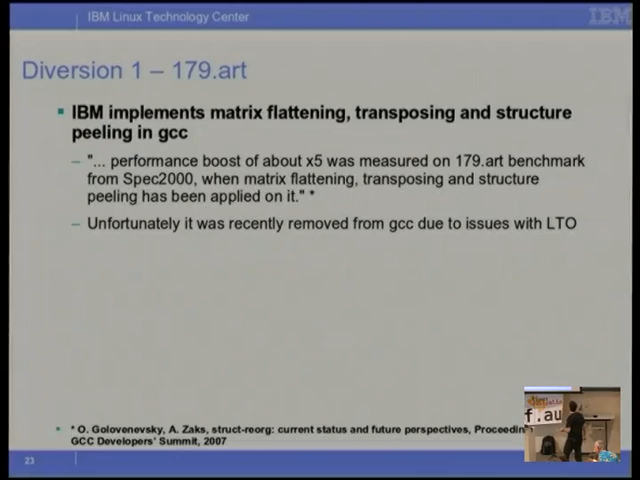 IBM Linux Technology Center
IBM
Diversion 1 – 179.art
IBM implements matrix flattening, transposing and structure
peeling in gcc
– "... performance boost of about x5 was measured on 179.art benchmark
from Spec2000, when matrix flattening, transposing and structure
peeling has been applied on it." *
– Unfortunately it was recently removed from gcc due to issues with LTO
* O. Golovenevsky, A. Zaks, struct-reorg: current status and future perspectives,
GCC Developers' Summit, 2007
23
f.au